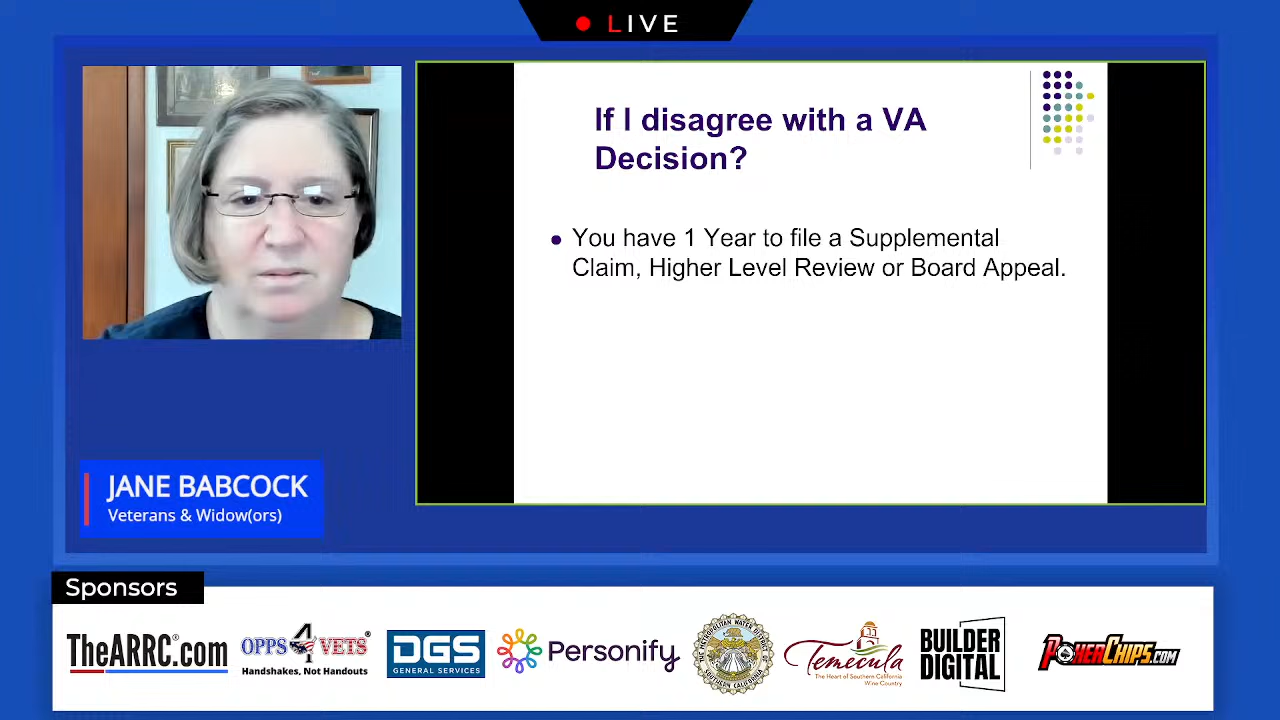 LIVE
If I disagree with a VA
Decision?
• You have 1 Year to file a Supplemental
Claim, Higher Level Review or Board Appeal.
JANE BABCOCK
Veterans & Widow(ors)
Sponsors
TheARRC®.com
OPPS 4 VETS®
Handshakes, Not Handouts
DGS
GENERAL SERVICES
Personify
Temecula
The Heart of Southern California
Wine Country
BUILDER
DIGITAL
POKERCHIPS.COM